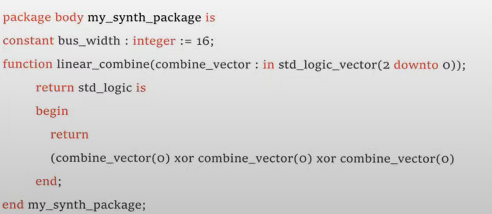 package body my_synth_package is
constant bus_width : integer := 16;
function linear_combine(combine_vector : in std_logic_vector(2 downto 0));
return std_logic is
begin
return
(combine_vector(0) xor combine_vector(0) xor combine_vector(0)
end;
end my_synth_package;